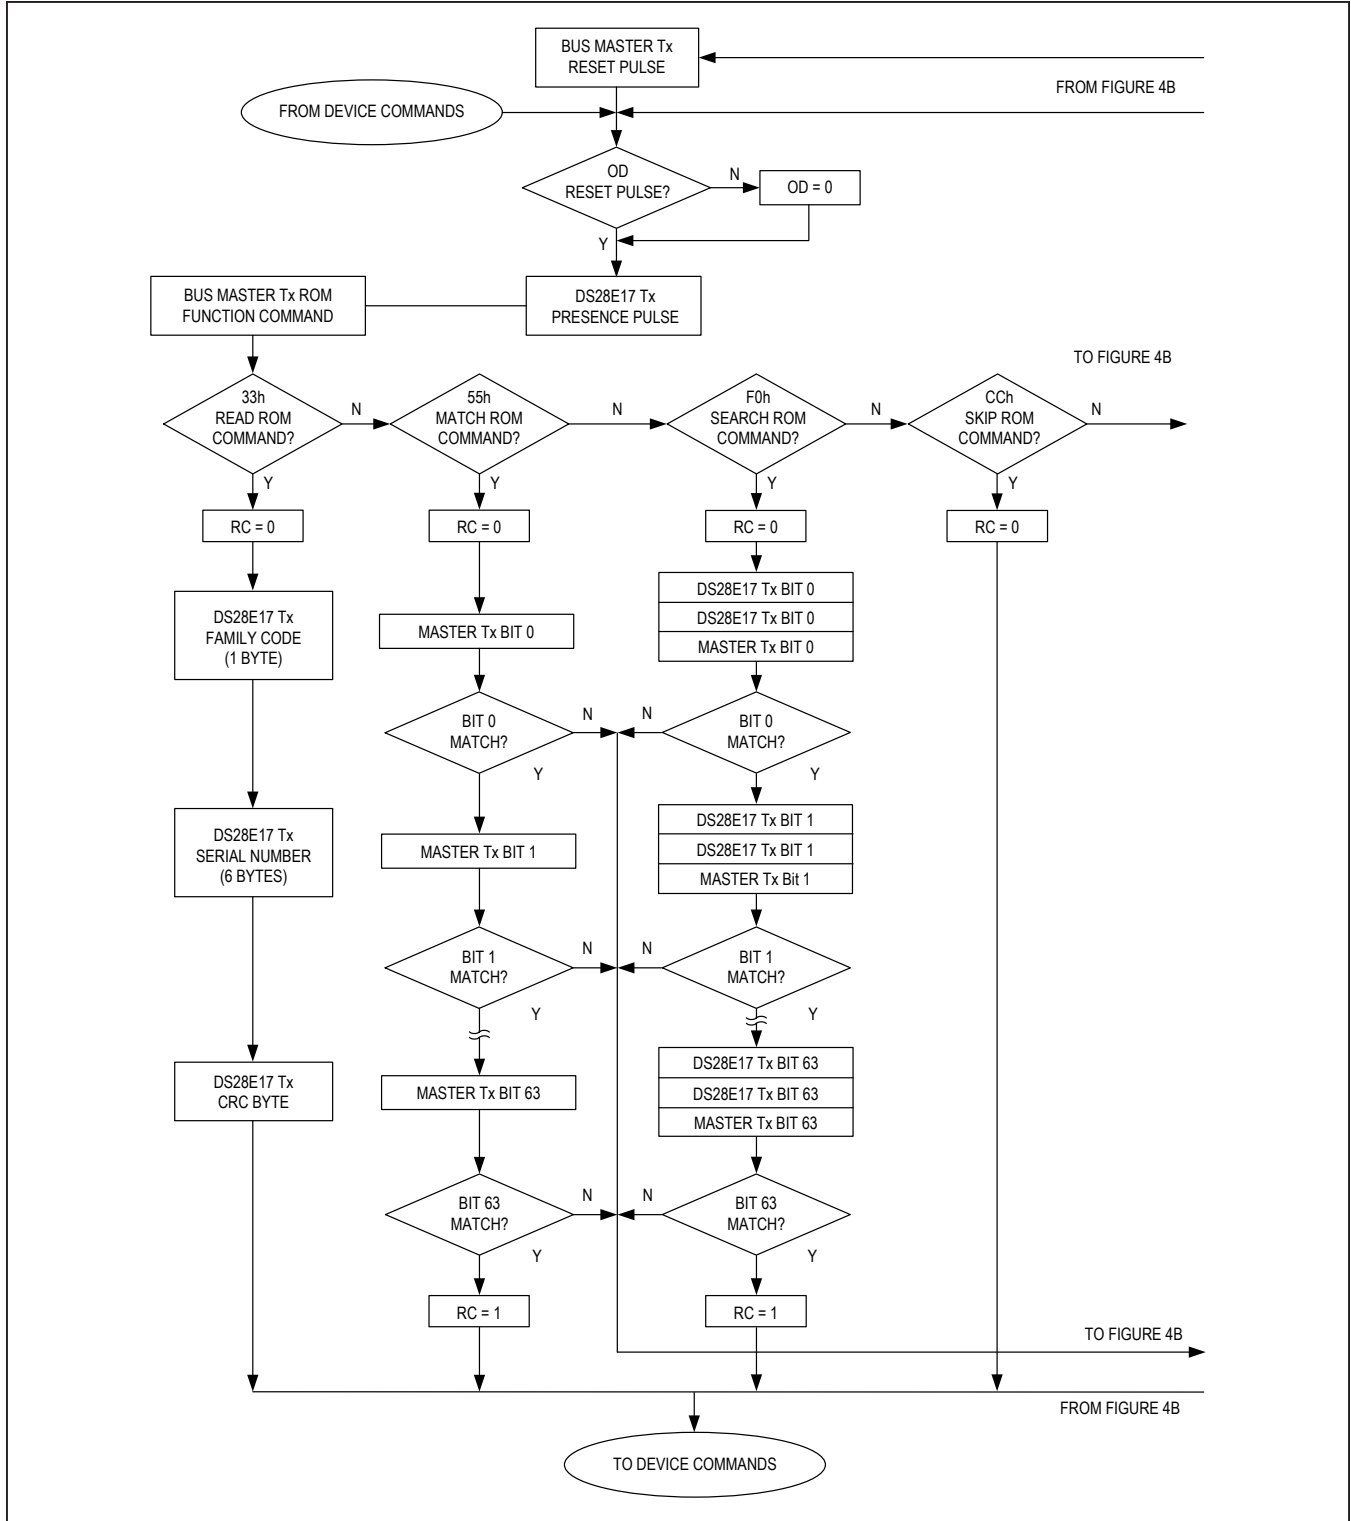 BUS MASTER Tx
RESET PULSE
FROM FIGURE 4B
FROM DEVICE COMMANDS
OD
RESET PULSE?
N
OD = 0
Y
BUS MASTER Tx ROM
FUNCTION COMMAND
DS28E17 Tx
PRESENCE PULSE
TO FIGURE 4B
33h
READ ROM
COMMAND?
N
55h
MATCH ROM
COMMAND?
N
F0h
SEARCH ROM
COMMAND?
N
CCh
SKIP ROM
COMMAND?
N
Y
Y
Y
Y
RC = 0
RC = 0
RC = 0
RC = 0
DS28E17 Tx
FAMILY CODE
(1 BYTE)
MASTER Tx BIT 0
DS28E17 Tx BIT 0
DS28E17 Tx BIT 0
MASTER Tx BIT 0
BIT 0
MATCH?
N
N
BIT 0
MATCH?
Y
Y
DS28E17 Tx
SERIAL NUMBER
(6 BYTES)
MASTER Tx BIT 1
DS28E17 Tx BIT 1
DS28E17 Tx BIT 1
MASTER Tx Bit 1
BIT 1
MATCH?
N
N
BIT 1
MATCH?
Y
Y
DS28E17 Tx
CRC BYTE
MASTER Tx BIT 63
DS28E17 Tx BIT 63
DS28E17 Tx BIT 63
MASTER Tx BIT 63
BIT 63
MATCH?
N
N
BIT 63
MATCH?
Y
Y
RC = 1
RC = 1
TO FIGURE 4B
FROM FIGURE 4B
TO DEVICE COMMANDS